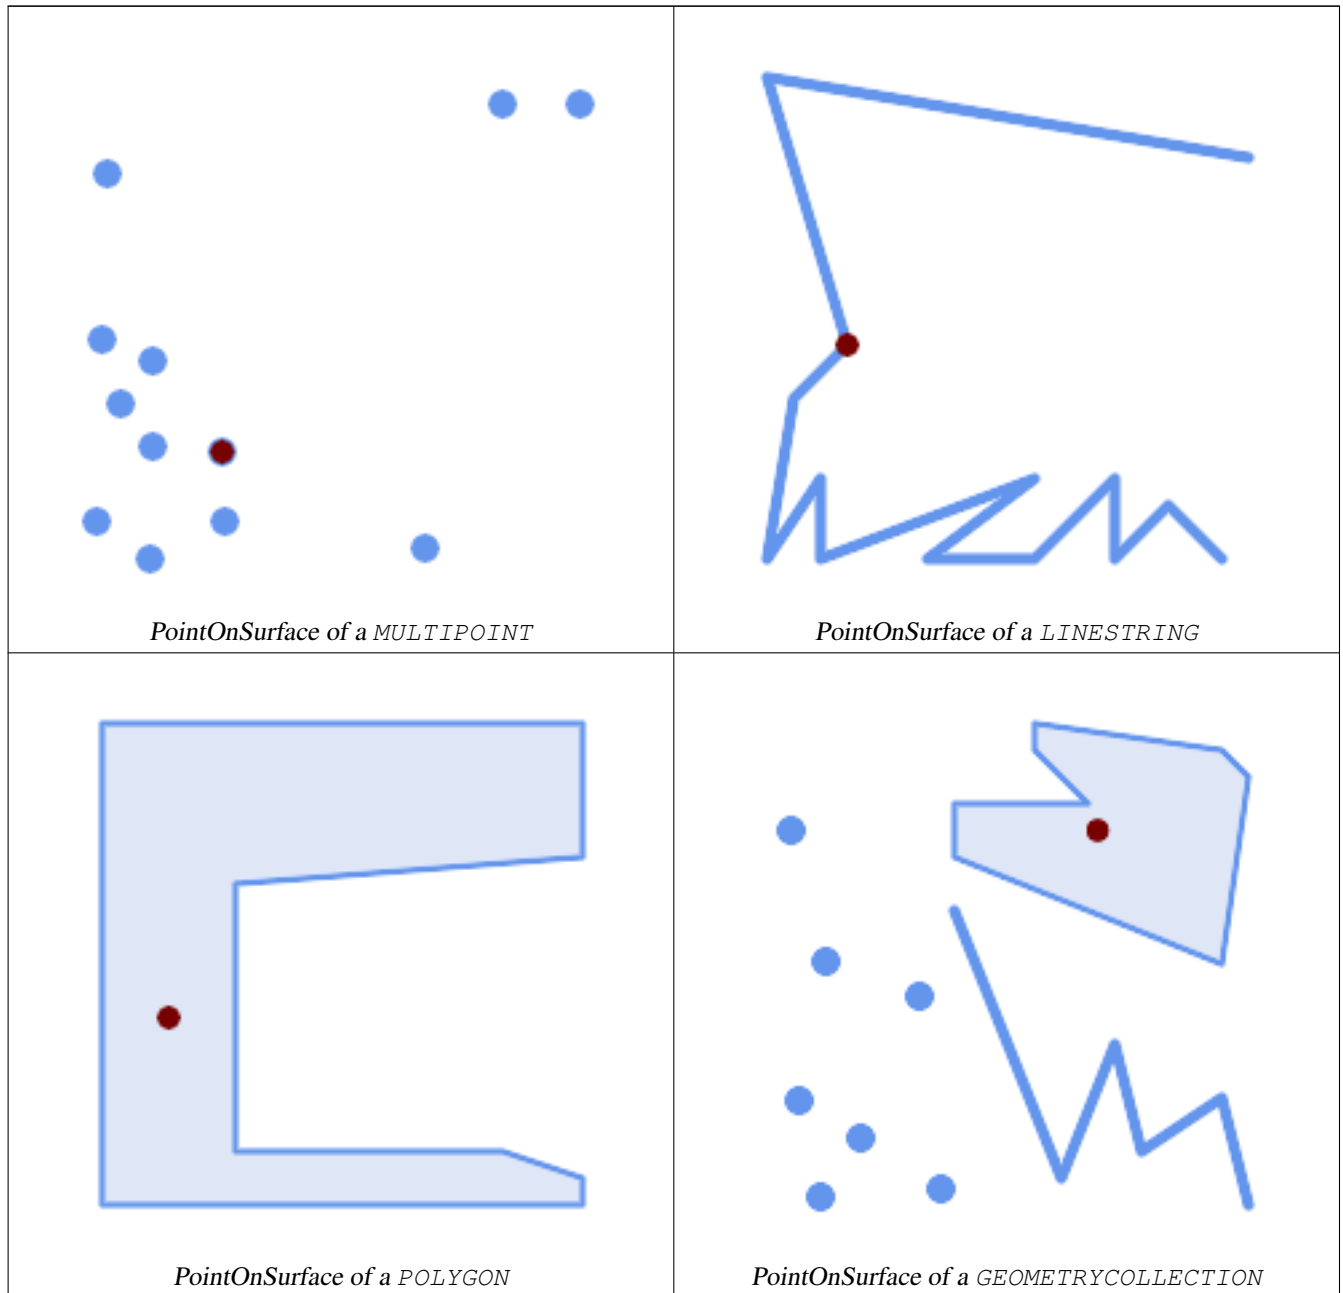 PointOnSurface of a MULTIPOINT
PointOnSurface of a LINESTRING
PointOnSurface of a POLYGON
PointOnSurface of a GEOMETRYCOLLECTION